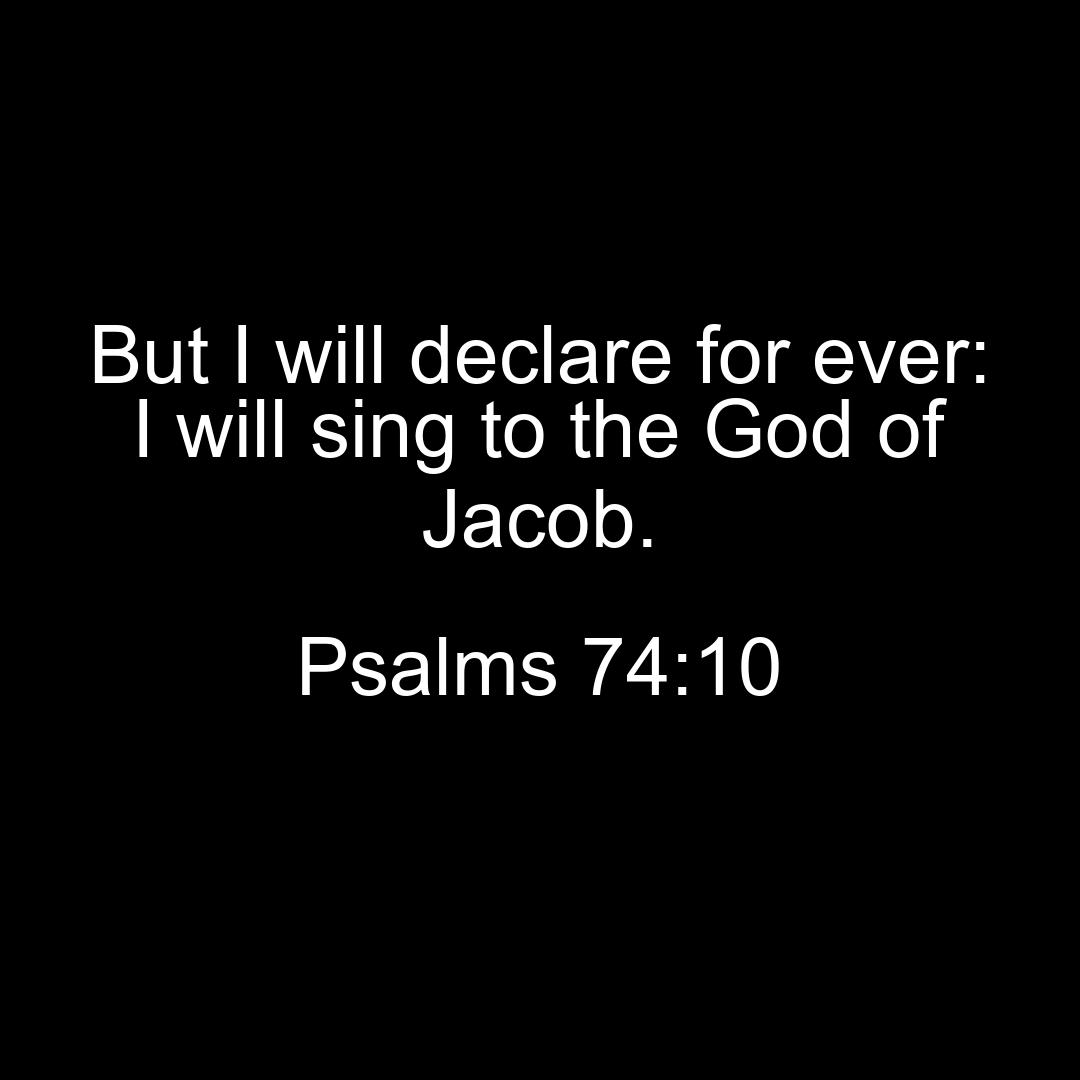 But I will declare for ever:
I will sing to the God of
Jacob.
Psalms 74:10